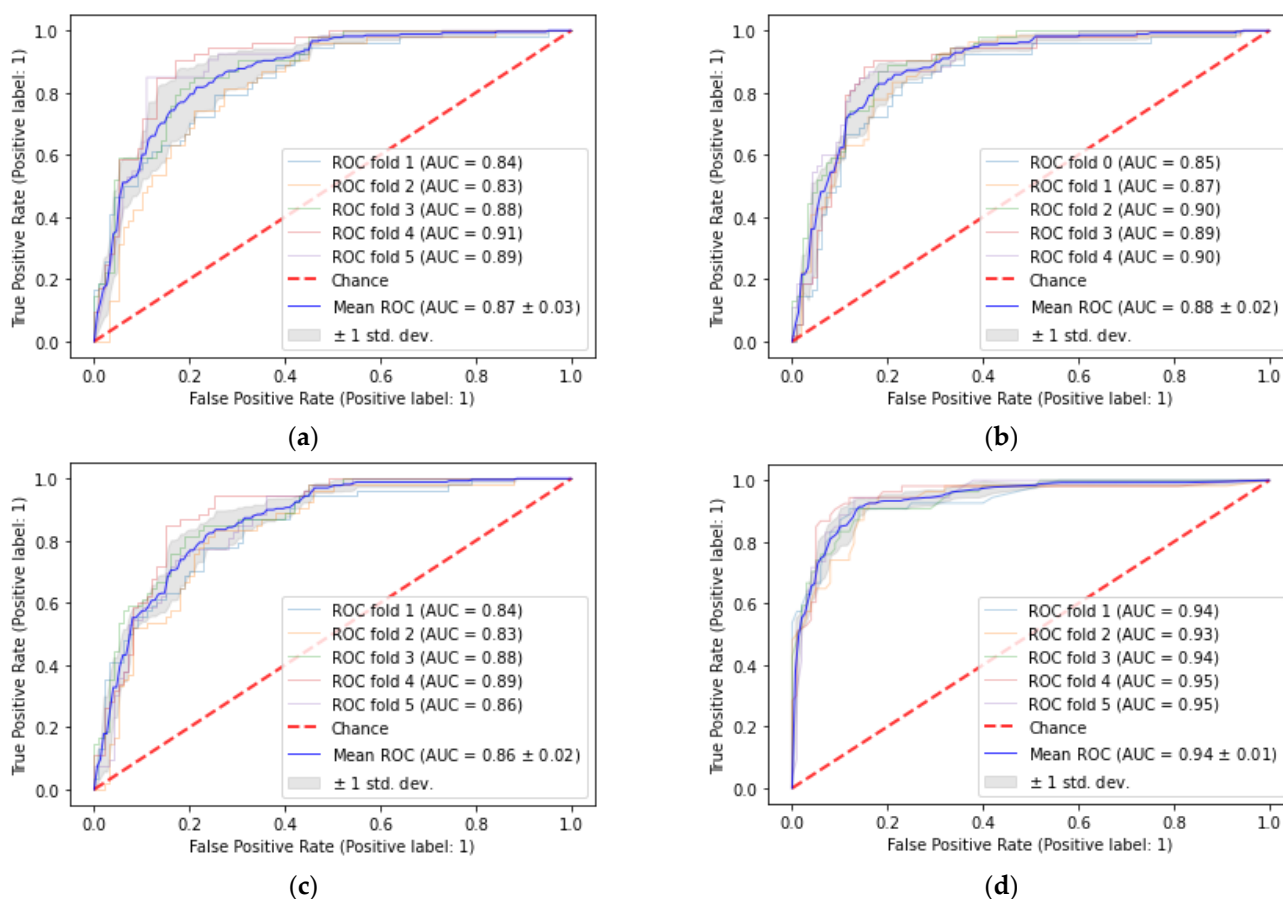 1.0
0.8
0.6
0.4
0.2
0.0
True Positive Rate (Positive label: 1)
ROC fold 1 (AUC = 0.84)
ROC fold 2 (AUC = 0.83)
ROC fold 3 (AUC = 0.88)
ROC fold 4 (AUC = 0.91)
ROC fold 5 (AUC = 0.89)
Chance
Mean ROC (AUC = 0.87 ± 0.03)
± 1 std. dev.
0.0 0.2 0.4 0.6 0.8 1.0
False Positive Rate (Positive label: 1)
(a)
1.0
0.8
0.6
0.4
0.2
0.0
True Positive Rate (Positive label: 1)
ROC fold 0 (AUC = 0.85)
ROC fold 1 (AUC = 0.87)
ROC fold 2 (AUC = 0.90)
ROC fold 3 (AUC = 0.89)
ROC fold 4 (AUC = 0.90)
Chance
Mean ROC (AUC = 0.88 ± 0.02)
± 1 std. dev.
0.0 0.2 0.4 0.6 0.8 1.0
False Positive Rate (Positive label: 1)
(b)
1.0
0.8
0.6
0.4
0.2
0.0
True Positive Rate (Positive label: 1)
ROC fold 1 (AUC = 0.84)
ROC fold 2 (AUC = 0.83)
ROC fold 3 (AUC = 0.88)
ROC fold 4 (AUC = 0.89)
ROC fold 5 (AUC = 0.86)
Chance
Mean ROC (AUC = 0.86 ± 0.02)
± 1 std. dev.
0.0 0.2 0.4 0.6 0.8 1.0
False Positive Rate (Positive label: 1)
(c)
1.0
0.8
0.6
0.4
0.2
0.0
True Positive Rate (Positive label: 1)
ROC fold 1 (AUC = 0.94)
ROC fold 2 (AUC = 0.93)
ROC fold 3 (AUC = 0.94)
ROC fold 4 (AUC = 0.95)
ROC fold 5 (AUC = 0.95)
Chance
Mean ROC (AUC = 0.94 ± 0.01)
± 1 std. dev.
0.0 0.2 0.4 0.6 0.8 1.0
False Positive Rate (Positive label: 1)
(d)